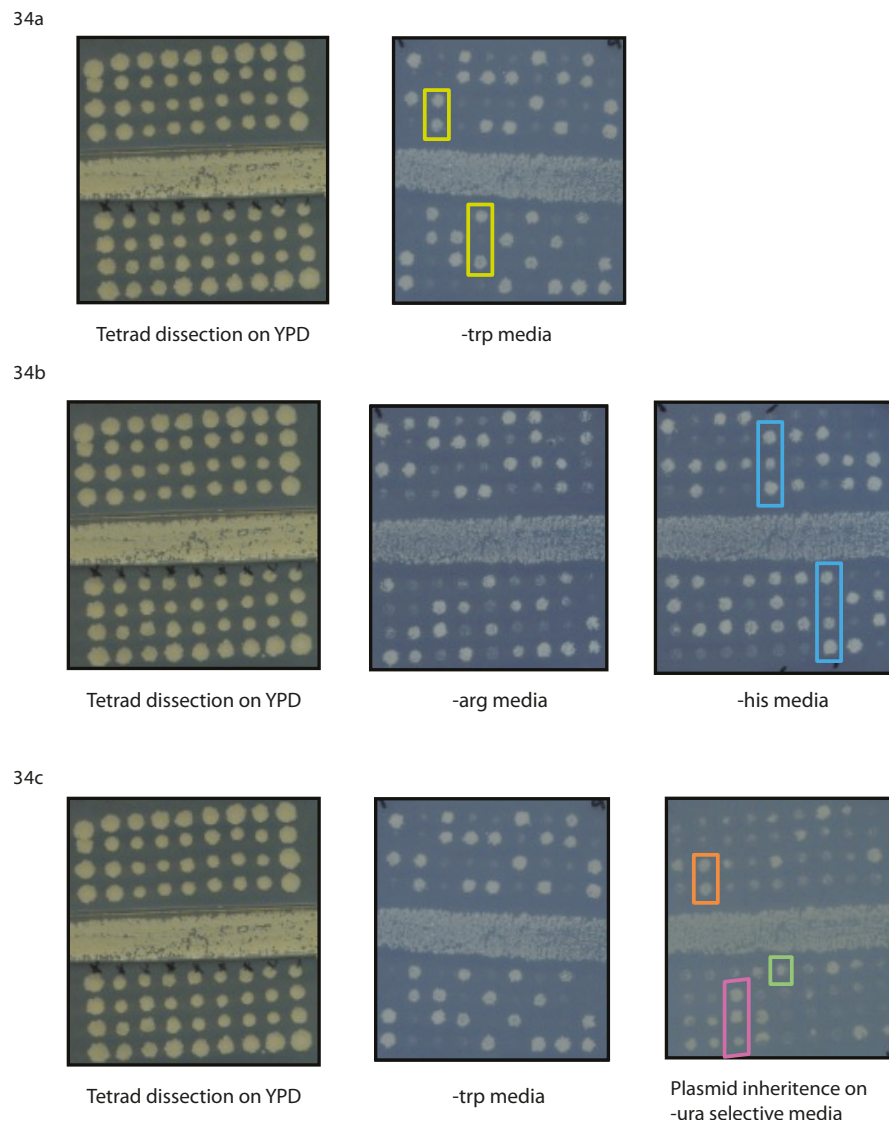 34a
Tetrad dissection on YPD
-trp media
34b
Tetrad dissection on YPD
-arg media
-his media
34c
Tetrad dissection on YPD
-trp media
Plasmid inheritence on
-ura selective media